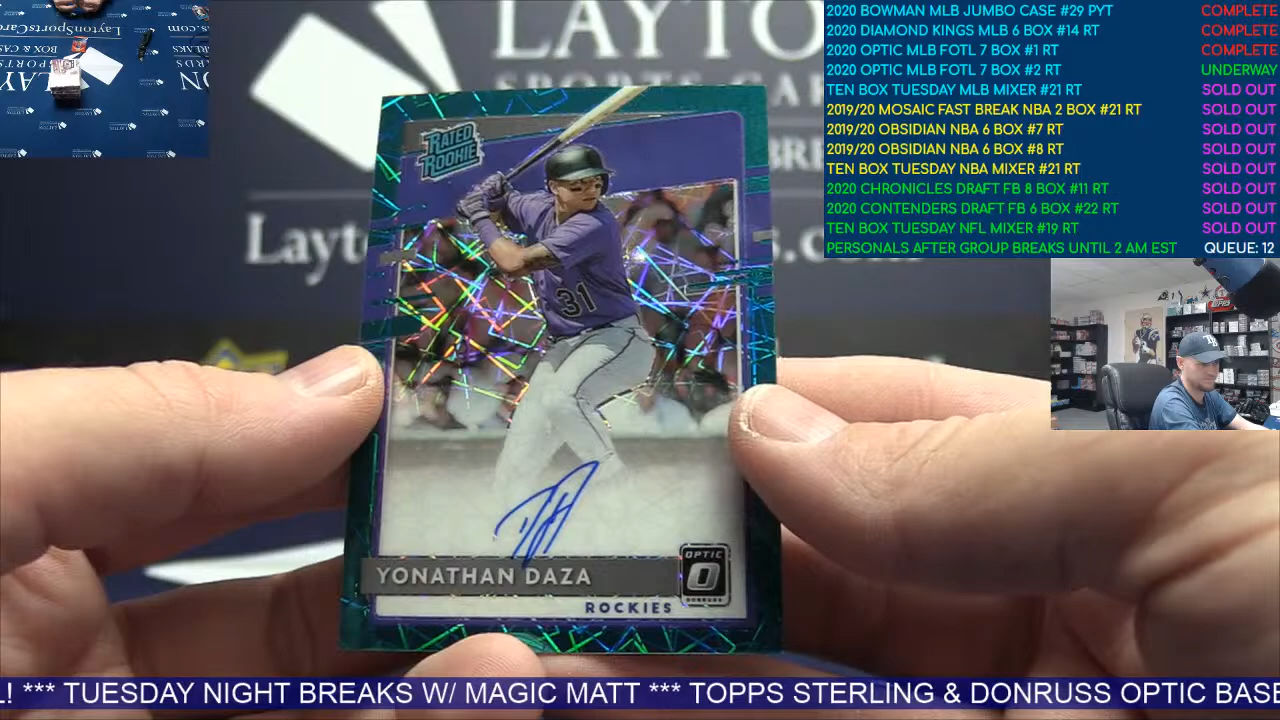 2020 BOWMAN MLB JUMBO CASE #29 PYT COMPLETE
2020 DIAMOND KINGS MLB 6 BOX #14 RT COMPLETE
2020 OPTIC MLB FOTL 7 BOX #1 RT COMPLETE
2020 OPTIC MLB FOTL 7 BOX #2 RT UNDERWAY
TEN BOX TUESDAY MLB MIXER #21 RT SOLD OUT
2019/20 MOSAIC FAST BREAK NBA 2 BOX #21 RT SOLD OUT
2019/20 OBSIDIAN NBA 6 BOX #7 RT SOLD OUT
2019/20 OBSIDIAN NBA 6 BOX #8 RT SOLD OUT
TEN BOX TUESDAY NBA MIXER #21 RT SOLD OUT
2020 CHRONICLES DRAFT FB 8 BOX #11 RT SOLD OUT
2020 CONTENDERS DRAFT FB 6 BOX #22 RT SOLD OUT
TEN BOX TUESDAY NFL MIXER #19 RT SOLD OUT
PERSONALS AFTER GROUP BREAKS UNTIL 2 AM EST QUEUE: 12
LAYTO
SPORTS CAR
Layt
RATED
ROOKIE
31
YONATHAN DAZA
OPTIC
O
DONRUSS
ROCKIES
L! *** TUESDAY NIGHT BREAKS W/ MAGIC MATT *** TOPPS STERLING & DONRUSS OPTIC BASE